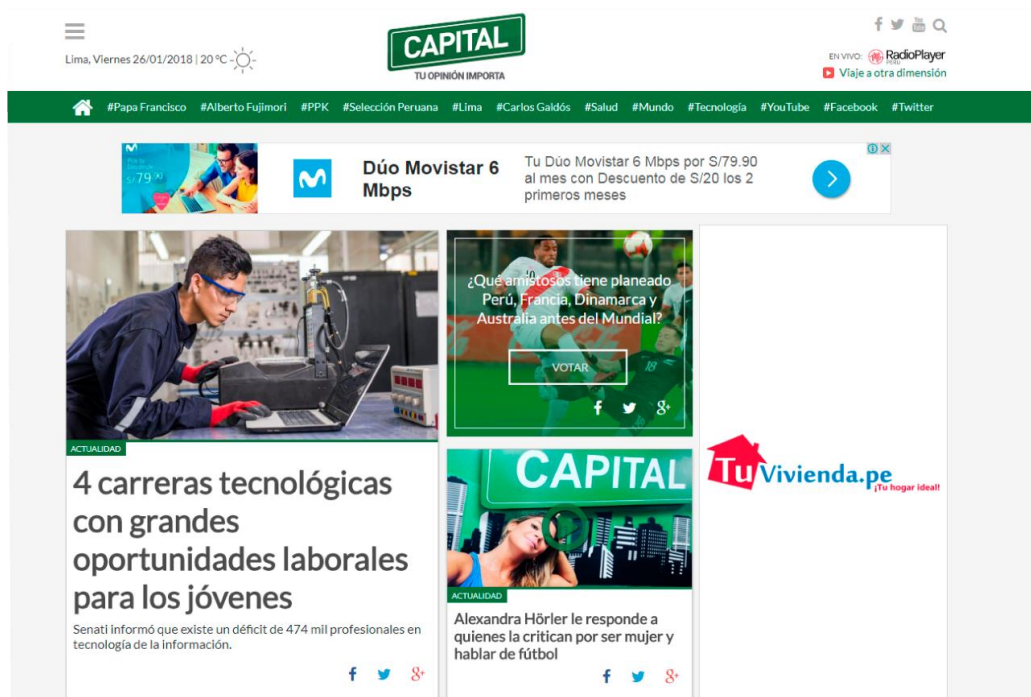 Lima, Viernes 26/01/2018 | 20 ºC
CAPITAL
TU OPINIÓN IMPORTA
EN VIVO: RadioPlayer
PERÚ
Viaje a otra dimensión
#Papa Francisco #Alberto Fujimori #PPK #Selección Peruana #Lima #Carlos Galdós #Salud #Mundo #Tecnología #YouTube #Facebook #Twitter
S/79.90
Dúo Movistar 6
Mbps
Tu Dúo Movistar 6 Mbps por S/79.90
al mes con Descuento de S/20 los 2
primeros meses
ACTUALIDAD
4 carreras tecnológicas
con grandes
oportunidades laborales
para los jóvenes
Senati informó que existe un déficit de 474 mil profesionales en
tecnología de la información.
¿Qué amistosos tiene planeado
Perú, Francia, Dinamarca y
Australia antes del Mundial?
VOTAR
CAPITAL
ACTUALIDAD
Alexandra Hörler le responde a
quienes la critican por ser mujer y
hablar de fútbol
TuVivienda.pe
¡Tu hogar ideal!